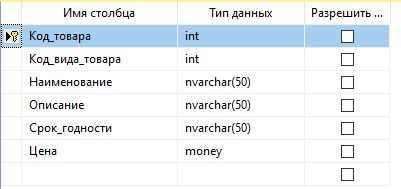 Имя столбца Тип данных Разрешить ...
Код_товара int
Код_вида_товара int
Наименование nvarchar(50)
Описание nvarchar(50)
Срок_годности nvarchar(50)
Цена money